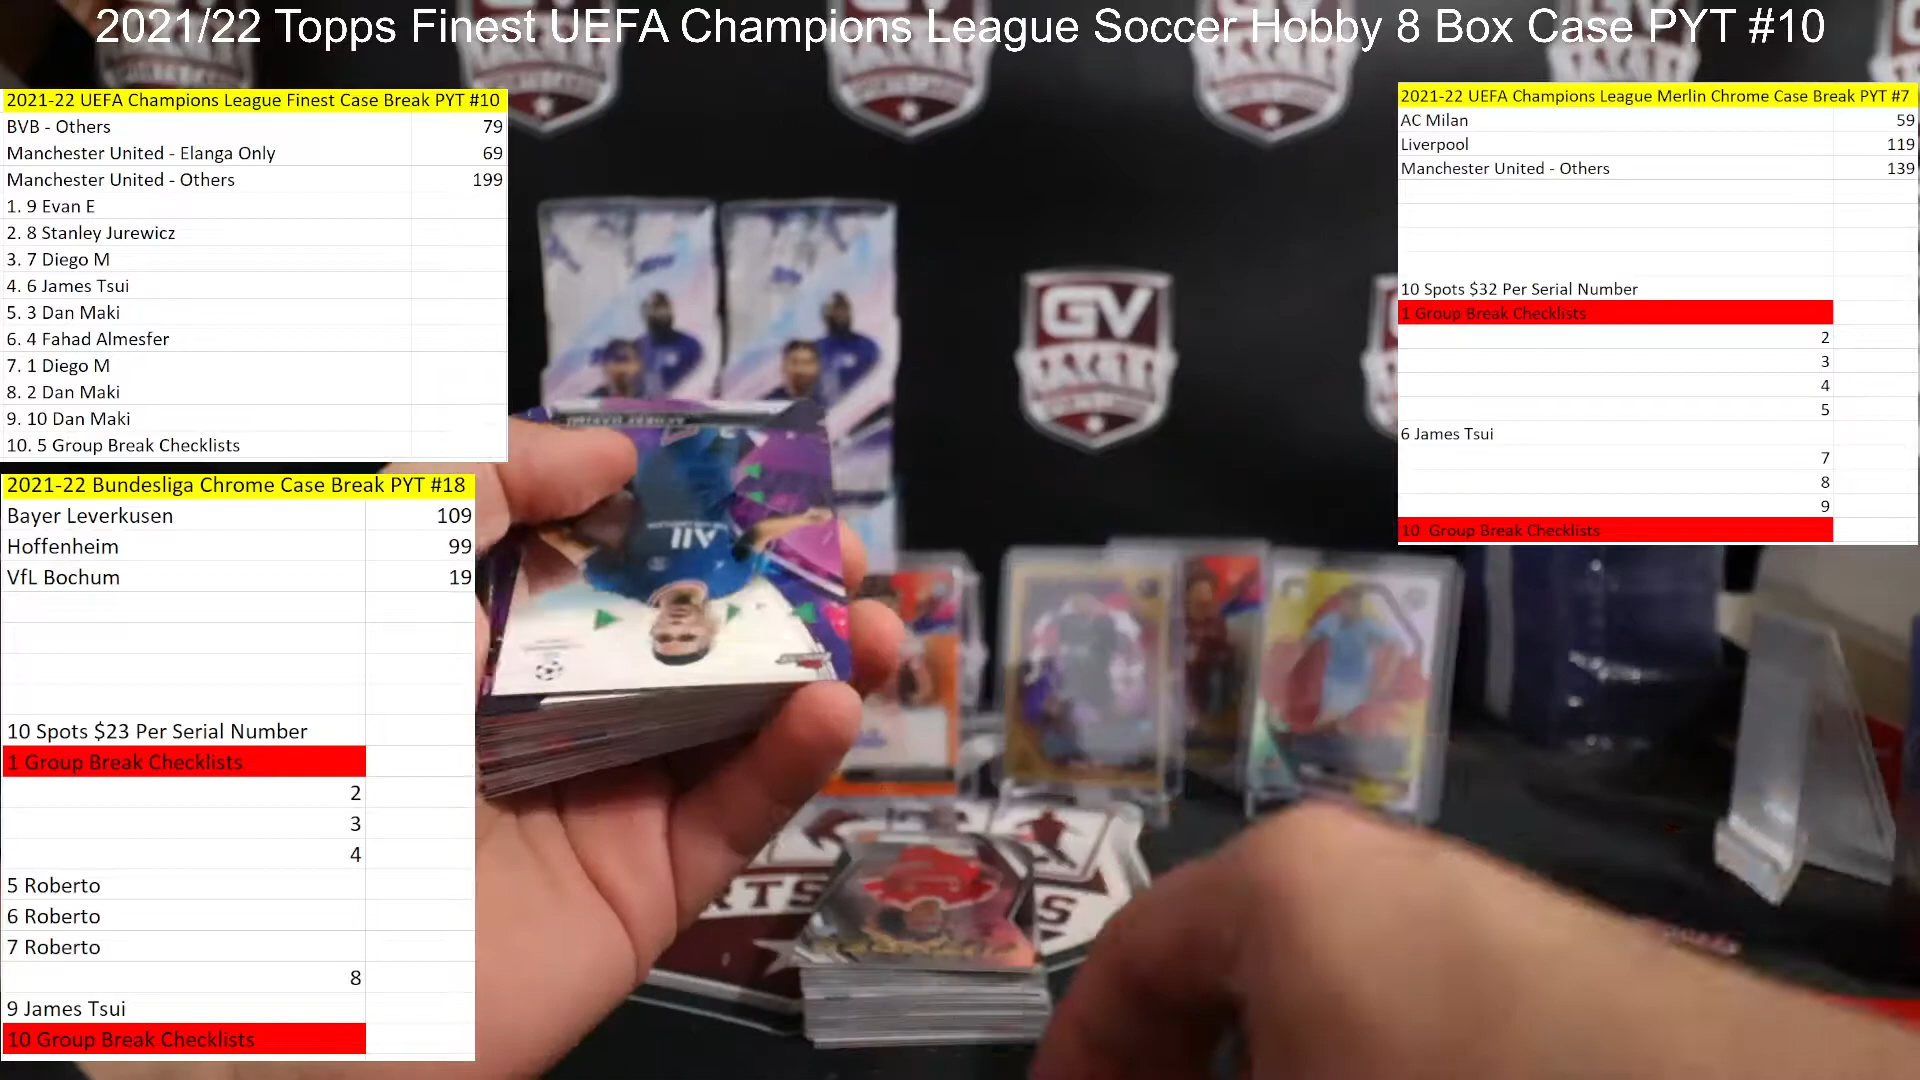 2021/22 Topps Finest UEFA Champions League Soccer Hobby 8 Box Case PYT #10
2021-22 UEFA Champions League Finest Case Break PYT #10
BVB - Others 79
Manchester United - Elanga Only 69
Manchester United - Others 199
1. 9 Evan E
2. 8 Stanley Jurewicz
3. 7 Diego M
4. 6 James Tsui
5. 3 Dan Maki
6. 4 Fahad Almesfer
7. 1 Diego M
8. 2 Dan Maki
9. 10 Dan Maki
10. 5 Group Break Checklists
2021-22 Bundesliga Chrome Case Break PYT #18
Bayer Leverkusen 109
Hoffenheim 99
VfL Bochum 19
10 Spots $23 Per Serial Number
1 Group Break Checklists
2
3
4
5 Roberto
6 Roberto
7 Roberto
8
9 James Tsui
10 Group Break Checklists
2021-22 UEFA Champions League Merlin Chrome Case Break PYT #7
AC Milan 59
Liverpool 119
Manchester United - Others 139
10 Spots $32 Per Serial Number
1 Group Break Checklists
2
3
4
5
6 James Tsui
7
8
9
10 Group Break Checklists
GV